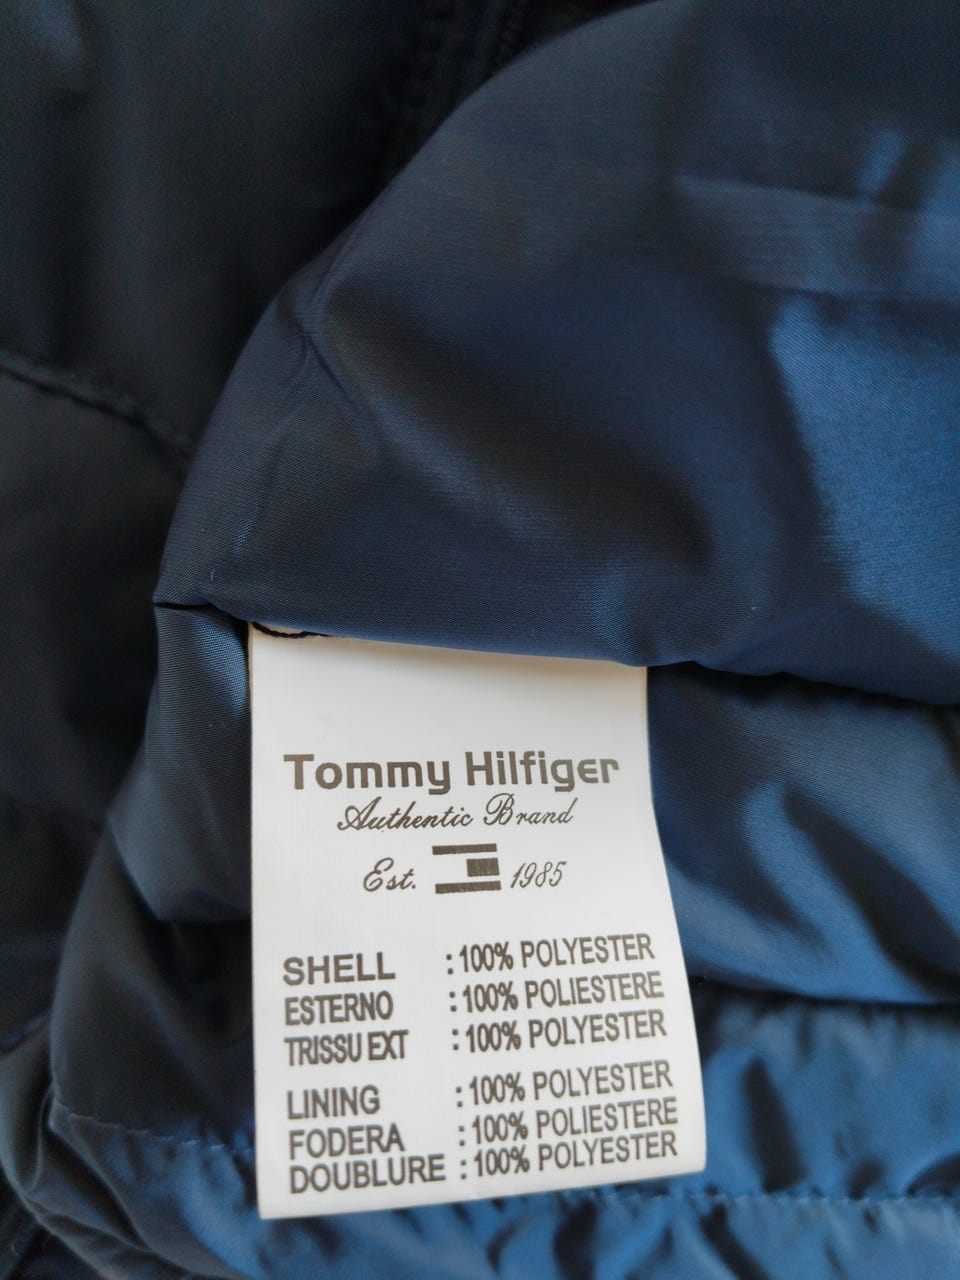 Tommy Hilfiger
Authentic Brand
Est. 1985
SHELL : 100% POLYESTER
ESTERNO : 100% POLIESTERE
TRISSU EXT : 100% POLYESTER
LINING : 100% POLYESTER
FODERA : 100% POLIESTERE
DOUBLURE : 100% POLYESTER